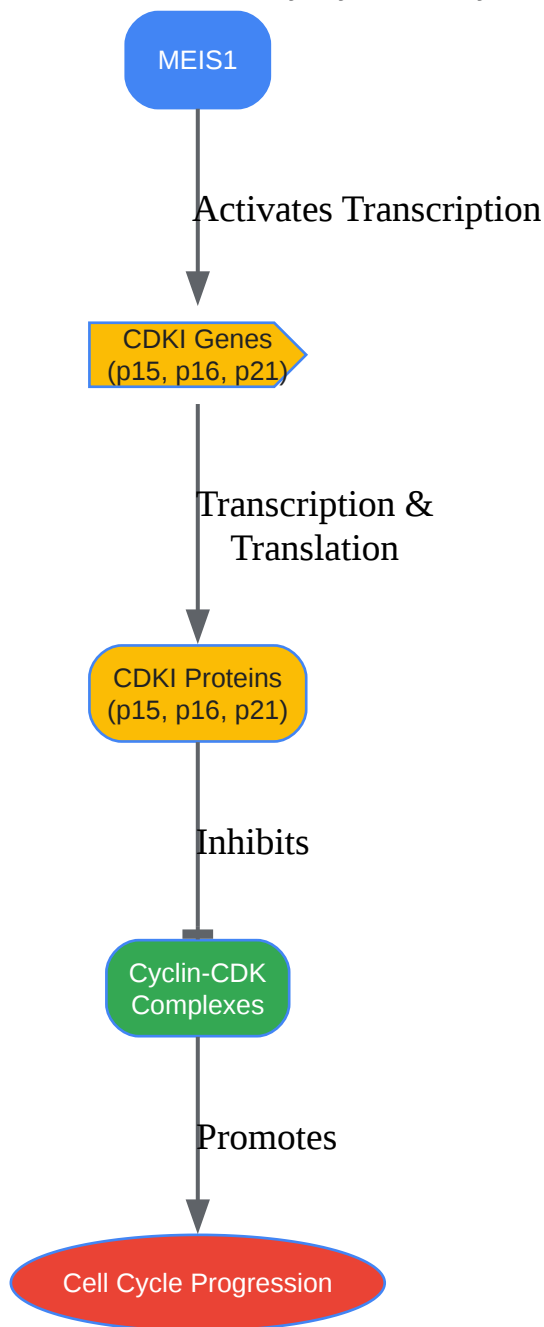 MEIS1
Activates Transcription
CDKI Genes
(p15, p16, p21)
Transcription &
Translation
CDKI Proteins
(p15, p16, p21)
Inhibits
Cyclin-CDK
Complexes
Promotes
Cell Cycle Progression